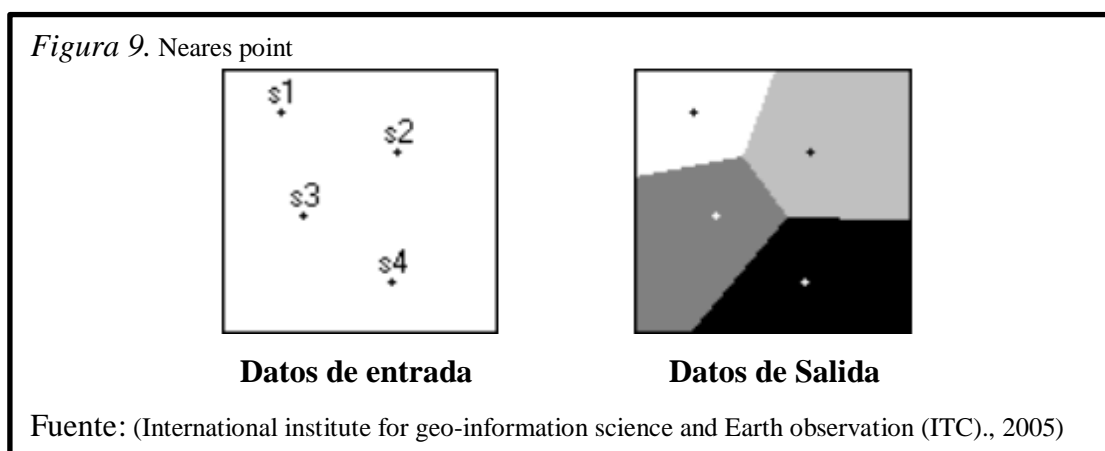 Figura 9. Neares point
s1
s2
s3
s4
Datos de entrada
Datos de Salida
Fuente: (International institute for geo-information science and Earth observation (ITC)., 2005)